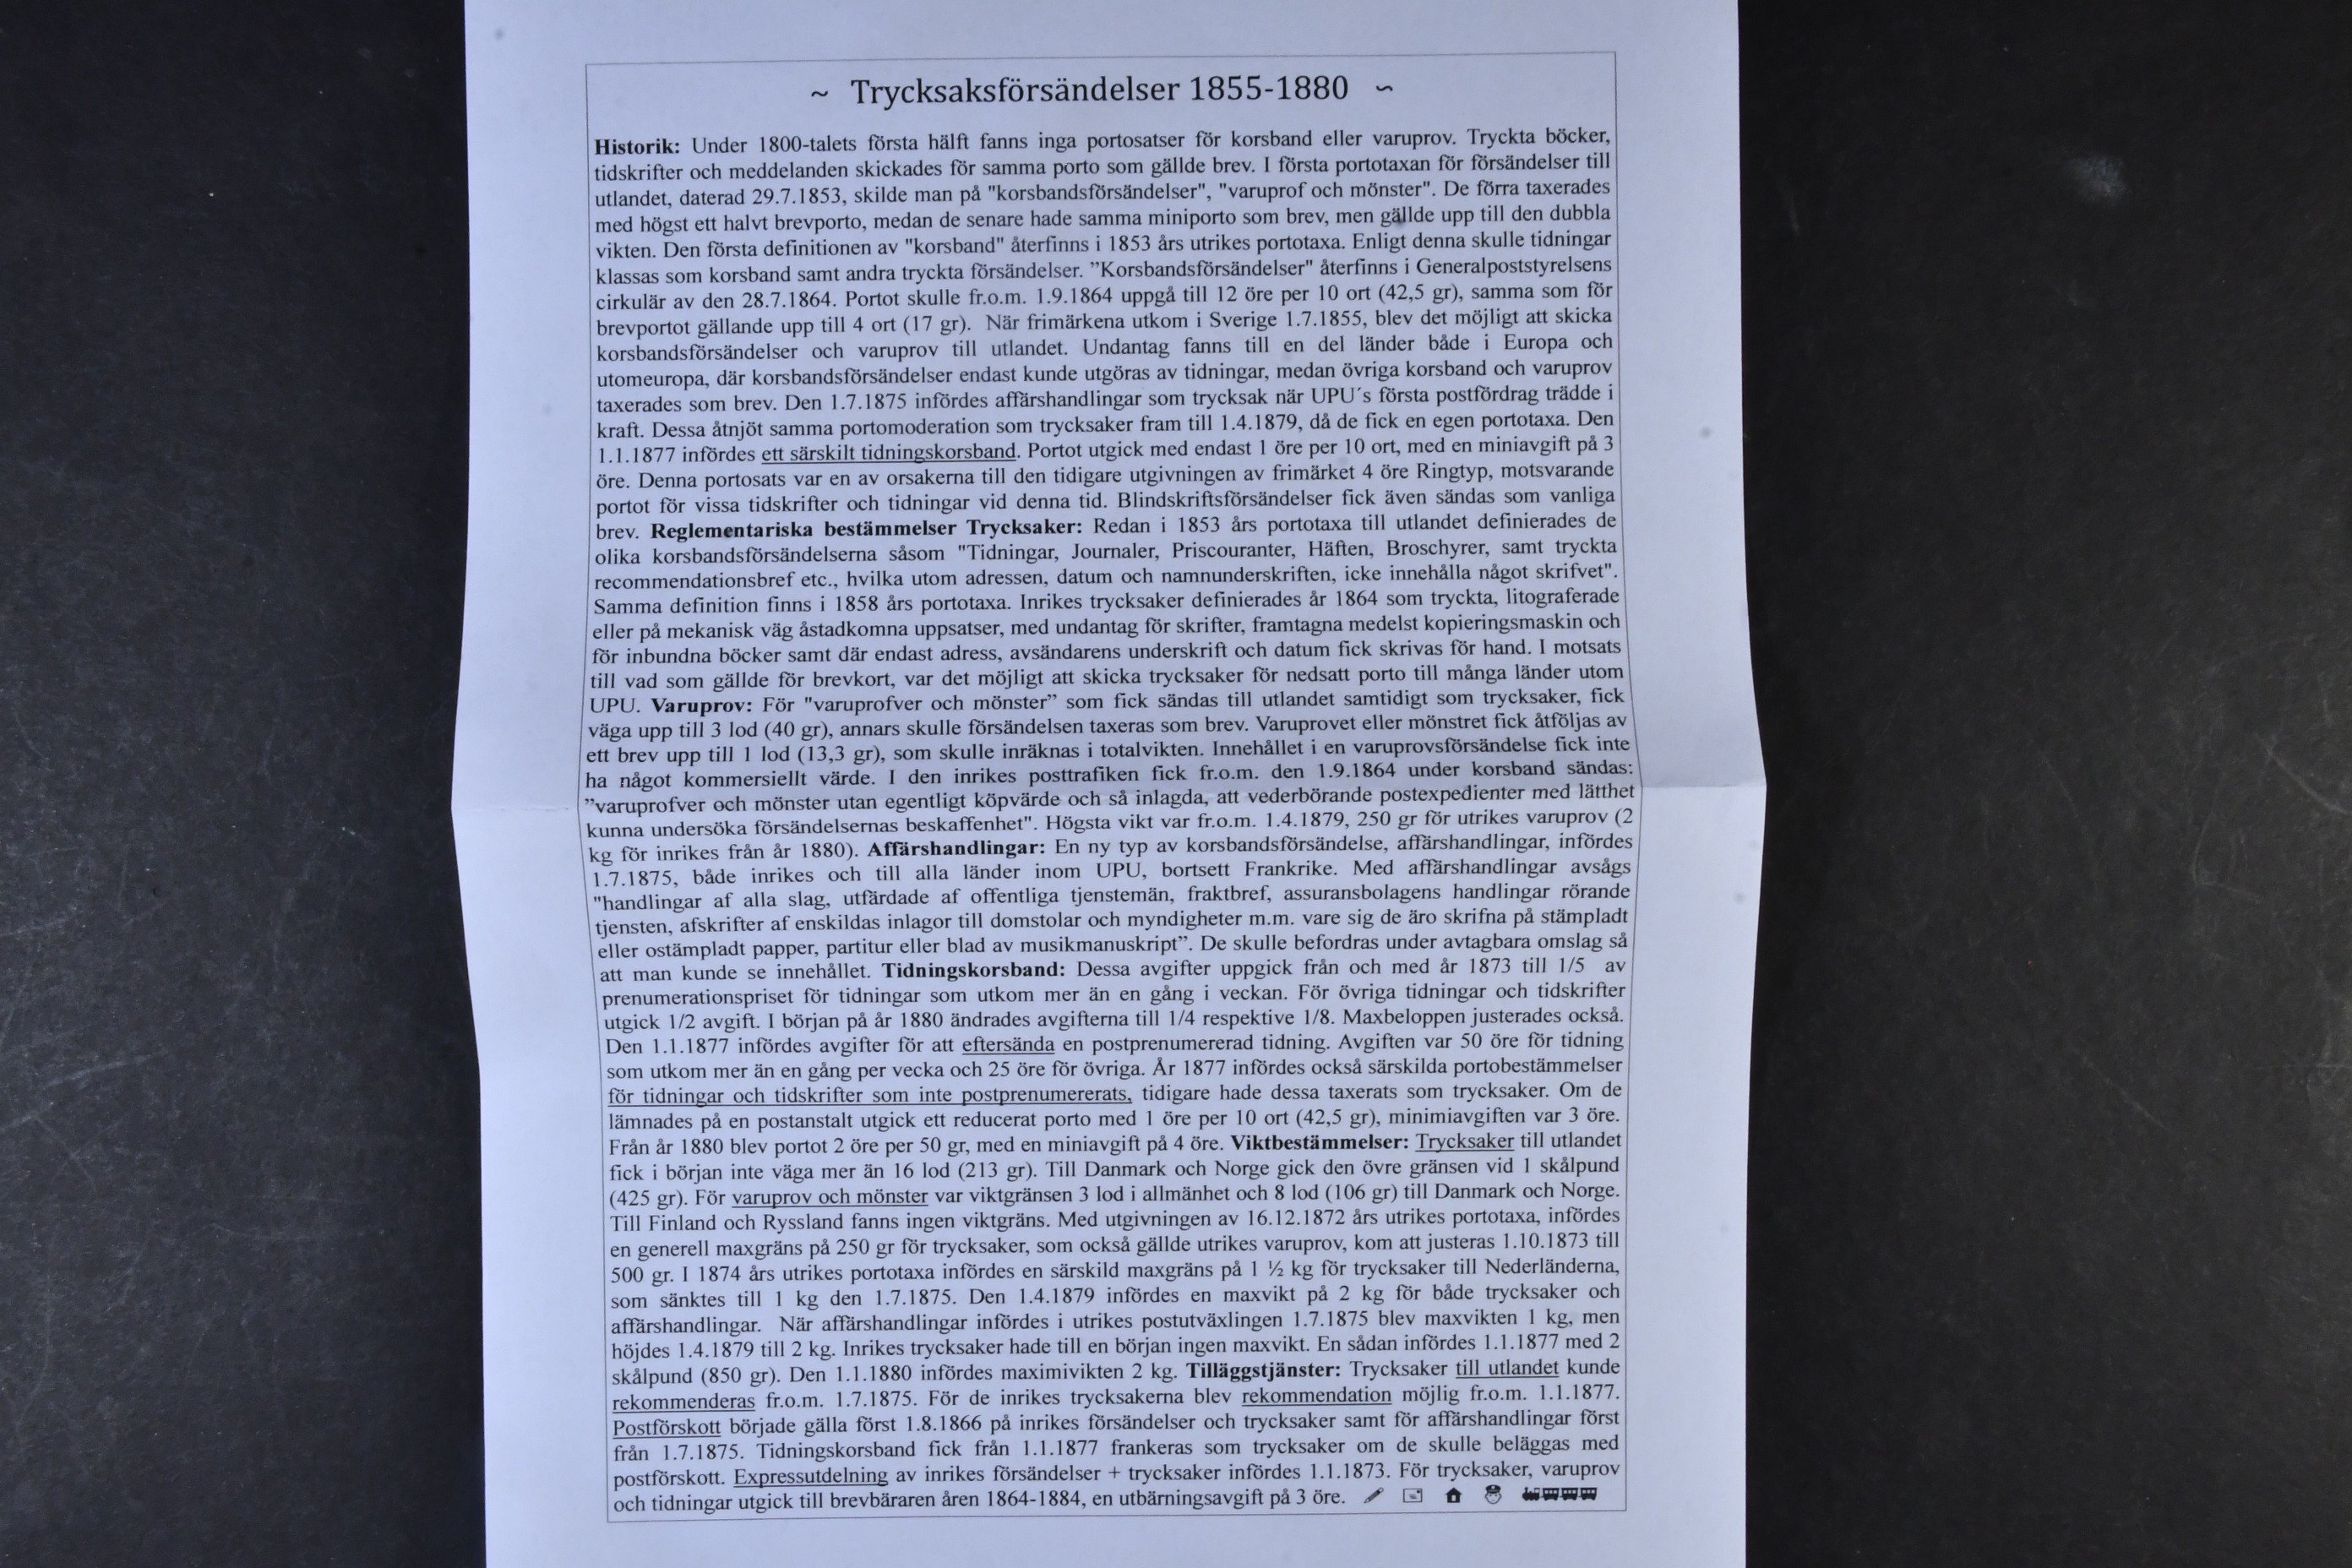 ~ Trycksaksförsändelser 1855-1880 ~
Historik: Under 1800-talets första hälft fanns inga portosatser för korsband eller varuprov. Tryckta böcker,
tidskrifter och meddelanden skickades för samma porto som gällde brev. I första portotaxan för försändelser till
utlandet, daterad 29.7.1853, skilde man på "korsbandsförsändelser", "varuprof och mönster". De förra taxerades
med högst ett halvt brevporto, medan de senare hade samma miniporto som brev, men gällde upp till den dubbla
vikten. Den första definitionen av "korsband" återfinns i 1853 års utrikes portotaxa. Enligt denna skulle tidningar
klassas som korsband samt andra tryckta försändelser. ”Korsbandsförsändelser" återfinns i Generalpoststyrelsens
cirkulär av den 28.7.1864. Portot skulle fr.o.m. 1.9.1864 uppgå till 12 öre per 10 ort (42,5 gr), samma som för
brevportot gällande upp till 4 ort (17 gr). När frimärkena utkom i Sverige 1.7.1855, blev det möjligt att skicka
korsbandsförsändelser och varuprov till utlandet. Undantag fanns till en del länder både i Europa och
utomeuropa, där korsbandsförsändelser endast kunde utgöras av tidningar, medan övriga korsband och varuprov
taxerades som brev. Den 1.7.1875 infördes affärshandlingar som trycksak när UPU´s första postfördrag trädde i
kraft. Dessa åtnjöt samma portomoderation som trycksaker fram till 1.4.1879, då de fick en egen portotaxa. Den
1.1.1877 infördes ett särskilt tidningskorsband. Portot utgick med endast 1 öre per 10 ort, med en miniavgift på 3
öre. Denna portosats var en av orsakerna till den tidigare utgivningen av frimärket 4 öre Ringtyp, motsvarande
portot för vissa tidskrifter och tidningar vid denna tid. Blindskriftsförsändelser fick även sändas som vanliga
brev. Reglementariska bestämmelser Trycksaker: Redan i 1853 års portotaxa till utlandet definierades de
olika korsbandsförsändelserna såsom "Tidningar, Journaler, Priscouranter, Häften, Broschyrer, samt tryckta
recommendationsbref etc., hvilka utom adressen, datum och namnunderskriften, icke innehålla något skrifvet".
Samma definition finns i 1858 års portotaxa. Inrikes trycksaker definierades år 1864 som tryckta, litograferade
eller på mekanisk väg åstadkomna uppsatser, med undantag för skrifter, framtagna medelst kopieringsmaskin och
för inbundna böcker samt där endast adress, avsändarens underskrift och datum fick skrivas för hand. I motsats
till vad som gällde för brevkort, var det möjligt att skicka trycksaker för nedsatt porto till många länder utom
UPU. Varuprov: För "varuprofver och mönster” som fick sändas till utlandet samtidigt som trycksaker, fick
väga upp till 3 lod (40 gr), annars skulle försändelsen taxeras som brev. Varuprovet eller mönstret fick åtföljas av
ett brev upp till 1 lod (13,3 gr), som skulle inräknas i totalvikten. Innehållet i en varuprovsförsändelse fick inte
ha något kommersiellt värde. I den inrikes posttrafiken fick fr.o.m. den 1.9.1864 under korsband sändas:
”varuprofver och mönster utan egentligt köpvärde och så inlagda, att vederbörande postexpedienter med lätthet
kunna undersöka försändelsernas beskaffenhet". Högsta vikt var fr.o.m. 1.4.1879, 250 gr för utrikes varuprov (2
kg för inrikes från år 1880). Affärshandlingar: En ny typ av korsbandsförsändelse, affärshandlingar, infördes
1.7.1875, både inrikes och till alla länder inom UPU, bortsett Frankrike. Med affärshandlingar avsågs
"handlingar af alla slag, utfärdade af offentliga tjenstemän, fraktbref, assuransbolagens handlingar rörande
tjensten, afskrifter af enskildas inlagor till domstolar och myndigheter m.m. vare sig de äro skrifna på stämpladt
eller ostämpladt papper, partitur eller blad av musikmanuskript”. De skulle befordras under avtagbara omslag så
att man kunde se innehållet. Tidningskorsband: Dessa avgifter uppgick från och med år 1873 till 1/5 av
prenumerationspriset för tidningar som utkom mer än en gång i veckan. För övriga tidningar och tidskrifter
utgick 1/2 avgift. I början på år 1880 ändrades avgifterna till 1/4 respektive 1/8. Maxbeloppen justerades också.
Den 1.1.1877 infördes avgifter för att eftersända en postprenumererad tidning. Avgiften var 50 öre för tidning
som utkom mer än en gång per vecka och 25 öre för övriga. År 1877 infördes också särskilda portobestämmelser
för tidningar och tidskrifter som inte postprenumererats, tidigare hade dessa taxerats som trycksaker. Om de
lämnades på en postanstalt utgick ett reducerat porto med 1 öre per 10 ort (42,5 gr), minimiavgiften var 3 öre.
Från år 1880 blev portot 2 öre per 50 gr, med en miniavgift på 4 öre. Viktbestämmelser: Trycksaker till utlandet
fick i början inte väga mer än 16 lod (213 gr). Till Danmark och Norge gick den övre gränsen vid 1 skålpund
(425 gr). För varuprov och mönster var viktgränsen 3 lod i allmänhet och 8 lod (106 gr) till Danmark och Norge.
Till Finland och Ryssland fanns ingen viktgräns. Med utgivningen av 16.12.1872 års utrikes portotaxa, infördes
en generell maxgräns på 250 gr för trycksaker, som också gällde utrikes varuprov, kom att justeras 1.10.1873 till
500 gr. I 1874 års utrikes portotaxa infördes en särskild maxgräns på 1 ½ kg för trycksaker till Nederländerna,
som sänktes till 1 kg den 1.7.1875. Den 1.4.1879 infördes en maxvikt på 2 kg för både trycksaker och
affärshandlingar. När affärshandlingar infördes i utrikes postutväxlingen 1.7.1875 blev maxvikten 1 kg, men
höjdes 1.4.1879 till 2 kg. Inrikes trycksaker hade till en början ingen maxvikt. En sådan infördes 1.1.1877 med 2
skålpund (850 gr). Den 1.1.1880 infördes maximivikten 2 kg. Tilläggstjänster: Trycksaker till utlandet kunde
rekommenderas fr.o.m. 1.7.1875. För de inrikes trycksakerna blev rekommendation möjlig fr.o.m. 1.1.1877.
Postförskott började gälla först 1.8.1866 på inrikes försändelser och trycksaker samt för affärshandlingar först
från 1.7.1875. Tidningskorsband fick från 1.1.1877 frankeras som trycksaker om de skulle beläggas med
postförskott. Expressutdelning av inrikes försändelser + trycksaker infördes 1.1.1873. För trycksaker, varuprov
och tidningar utgick till brevbäraren åren 1864-1884, en utbärningsavgift på 3 öre.